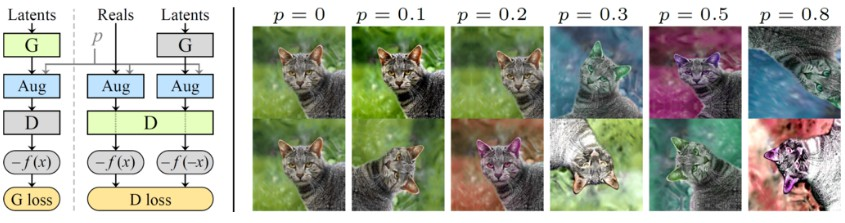 Latents Reals Latents
G G
p
Aug Aug Aug
D D
−f(x) −f(x) −f(−x)
G loss D loss
p = 0 p = 0.1 p = 0.2 p = 0.3 p = 0.5 p = 0.8